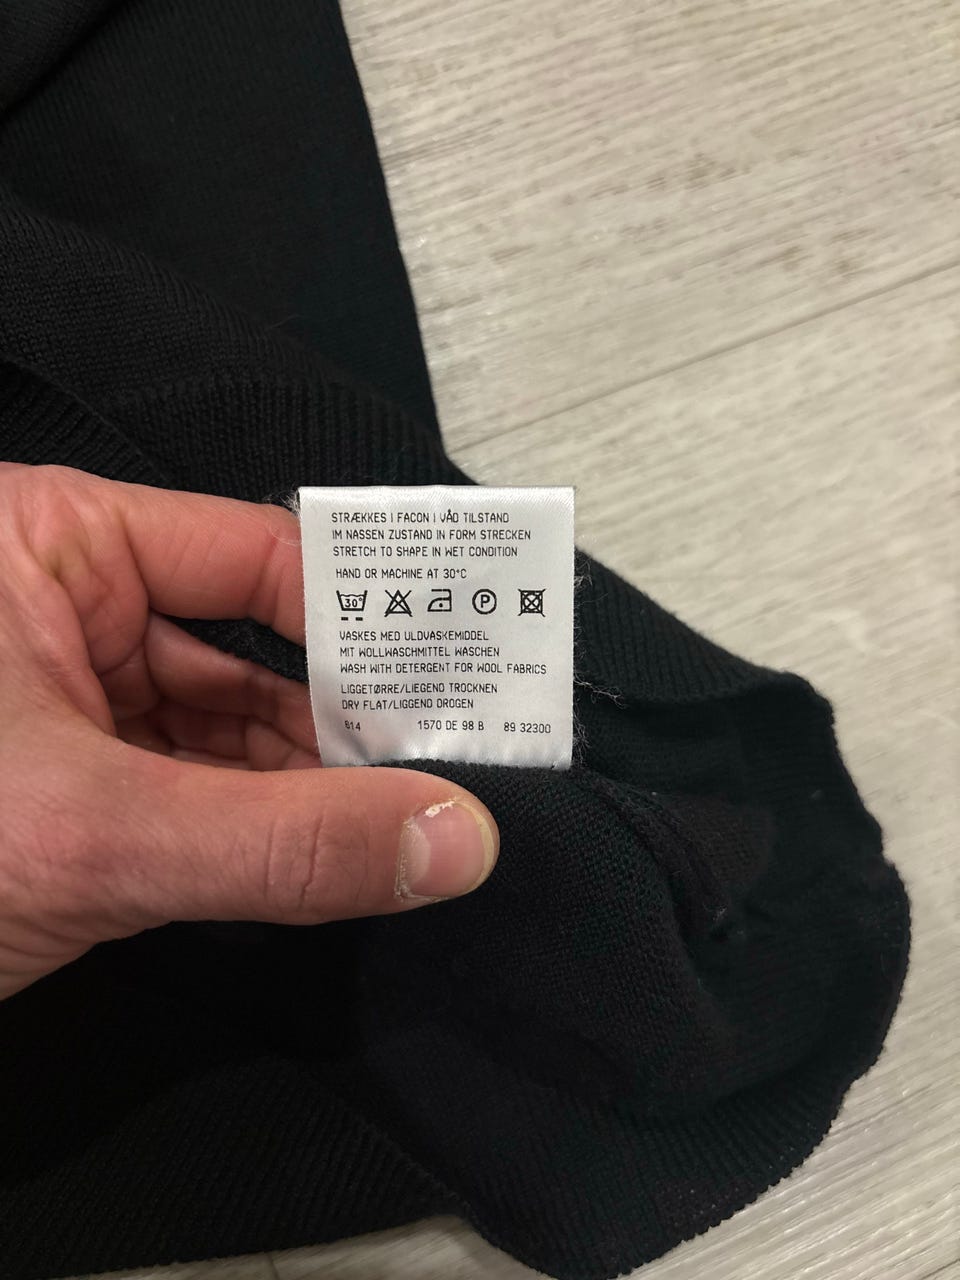 STRÆKKES I FACON I VÅD TILSTAND
IM NASSEN ZUSTAND IN FORM STRECKEN
STRETCH TO SHAPE IN WET CONDITION
HAND OR MACHINE AT 30°C
30° P
VASKES MED ULDVASKEMIDDEL
MIT WOLLWASCHMITTEL WASCHEN
WASH WITH DETERGENT FOR WOOL FABRICS
LIGGETØRRE/LIEGEND TROCKNEN
DRY FLAT/LIGGEND DROGEN
614 1570 DE 98 B 89 32300